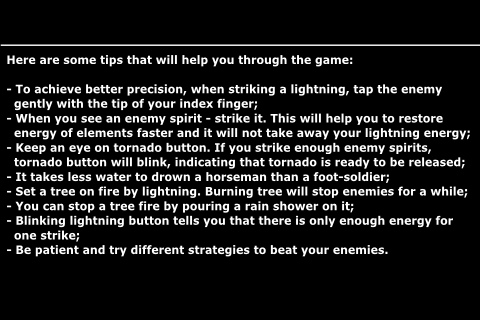 Here are some tips that will help you through the game:
- To achieve better precision, when striking a lightning, tap the enemy
gently with the tip of your index finger;
- When you see an enemy spirit - strike it. This will help you to restore
energy of elements faster and it will not take away your lightning energy;
- Keep an eye on tornado button. If you strike enough enemy spirits,
tornado button will blink, indicating that tornado is ready to be released;
- It takes less water to drown a horseman than a foot-soldier;
- Set a tree on fire by lightning. Burning tree will stop enemies for a while;
- You can stop a tree fire by pouring a rain shower on it;
- Blinking lightning button tells you that there is only enough energy for
one strike;
- Be patient and try different strategies to beat your enemies.